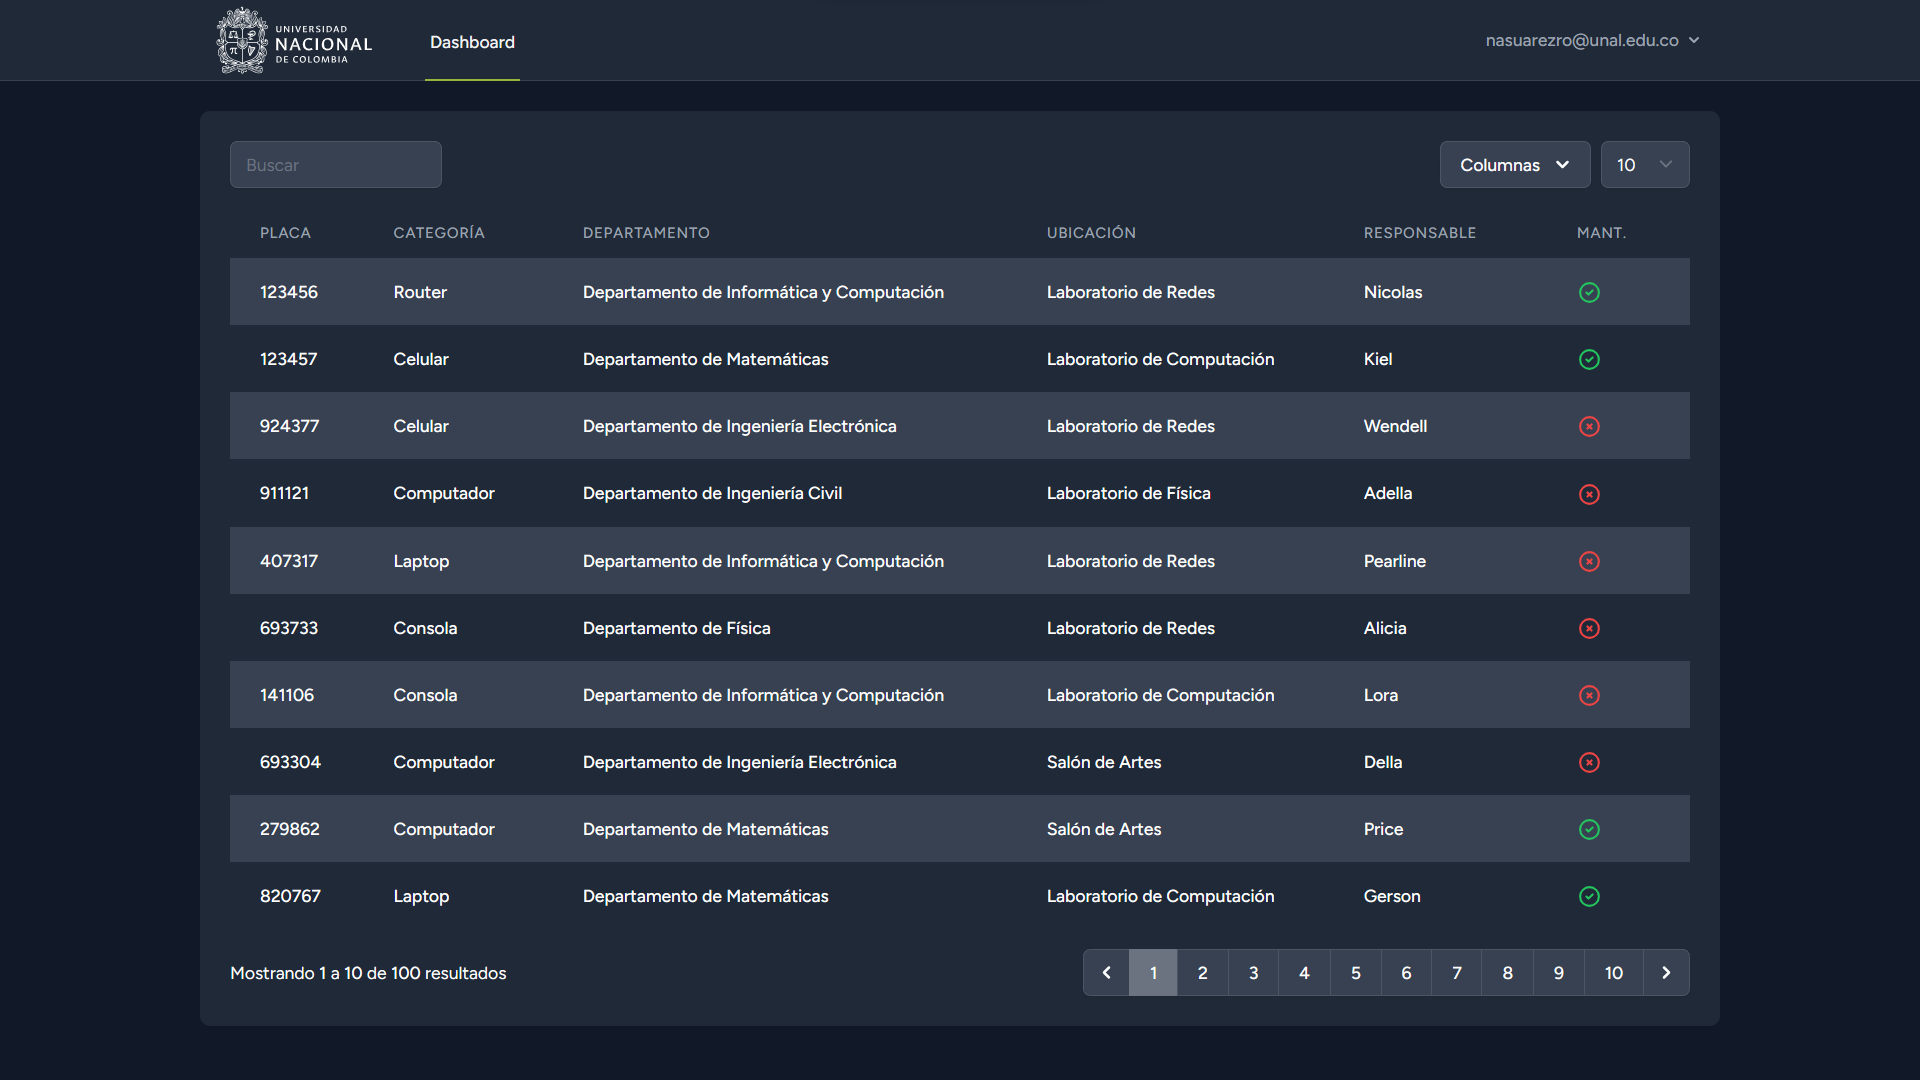 UNIVERSIDAD
NACIONAL
DE COLOMBIA
Dashboard
nasuarezro@unal.edu.co
Buscar
Columnas
10
PLACA CATEGORÍA DEPARTAMENTO UBICACIÓN RESPONSABLE MANT.
123456 Router Departamento de Informática y Computación Laboratorio de Redes Nicolas
123457 Celular Departamento de Matemáticas Laboratorio de Computación Kiel
924377 Celular Departamento de Ingeniería Electrónica Laboratorio de Redes Wendell
911121 Computador Departamento de Ingeniería Civil Laboratorio de Física Adella
407317 Laptop Departamento de Informática y Computación Laboratorio de Redes Pearline
693733 Consola Departamento de Física Laboratorio de Redes Alicia
141106 Consola Departamento de Informática y Computación Laboratorio de Computación Lora
693304 Computador Departamento de Ingeniería Electrónica Salón de Artes Della
279862 Computador Departamento de Matemáticas Salón de Artes Price
820767 Laptop Departamento de Matemáticas Laboratorio de Computación Gerson
Mostrando 1 a 10 de 100 resultados
1 2 3 4 5 6 7 8 9 10